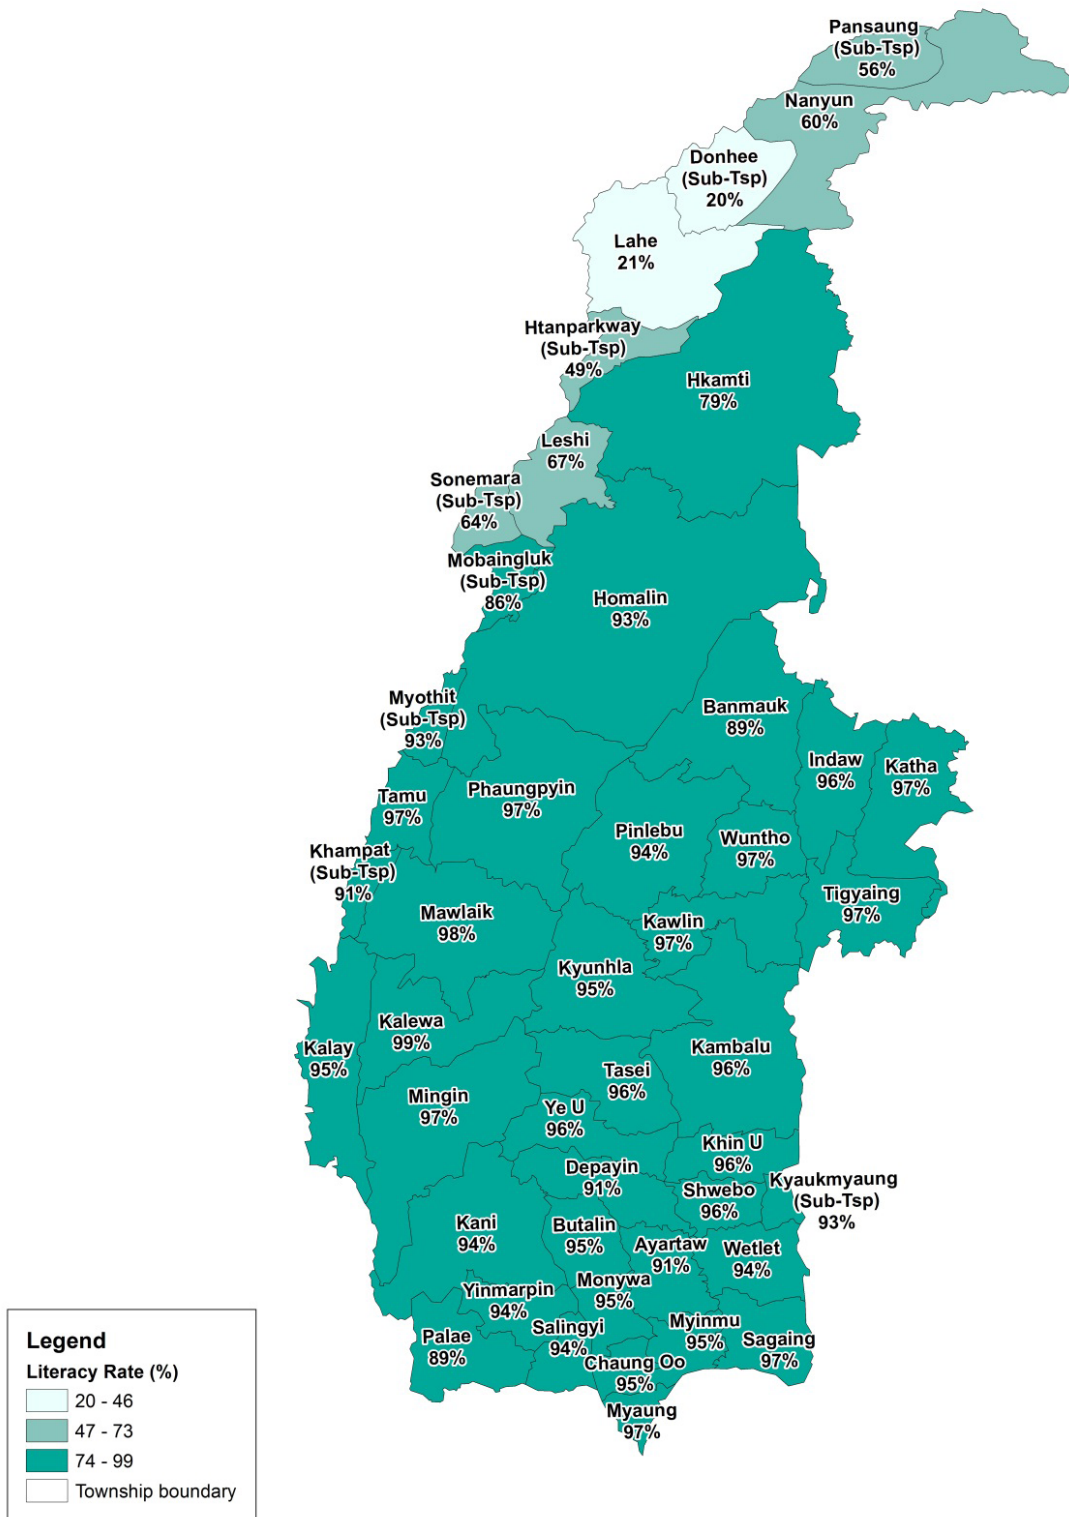 Pansaung
(Sub-Tsp)
56%
Nanyun
60%
Donhee
(Sub-Tsp)
20%
Lahe
21%
Htanparkway
(Sub-Tsp)
49%
Hkamti
79%
Leshi
67%
Sonemara
(Sub-Tsp)
64%
Mobaingluk
(Sub-Tsp)
86%
Homalin
93%
Myothit
(Sub-Tsp)
93%
Banmauk
89%
Indaw
96%
Katha
97%
Tamu
97%
Phaungpyin
97%
Pinlebu
94%
Wuntho
97%
Khampat
(Sub-Tsp)
91%
Tigyaing
97%
Mawlaik
98%
Kawlin
97%
Kyunhla
95%
Kalewa
99%
Kalay
95%
Kambalu
96%
Tasei
96%
Mingin
97%
Ye U
96%
Khin U
96%
Depayin
91%
Shwebo
96%
Kyaukmyaung
(Sub-Tsp)
93%
Kani
94%
Butalin
95%
Ayartaw
91%
Wetlet
94%
Monywa
95%
Yinmarpin
94%
Salingyi
94%
Myinmu
95%
Sagaing
97%
Palae
89%
Chaung Oo
95%
Myaung
97%
Legend
Literacy Rate (%)
20 - 46
47 - 73
74 - 99
Township boundary